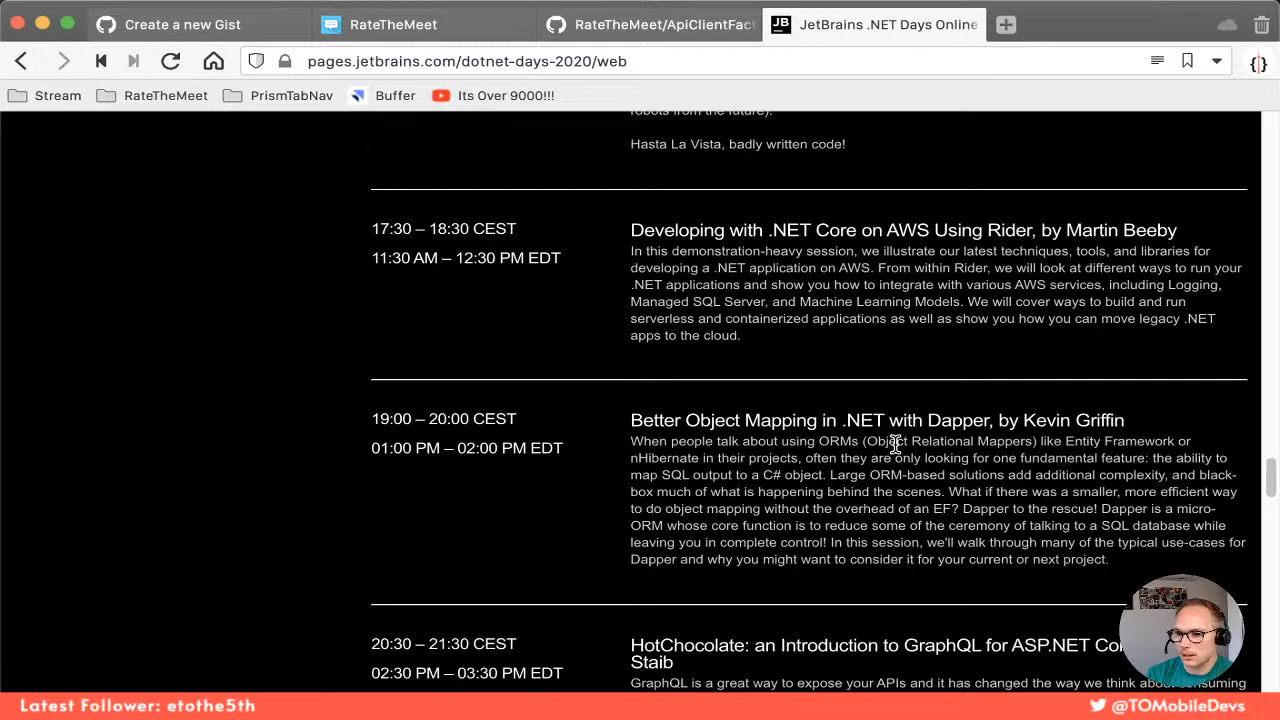 Create a new Gist
RateTheMeet
RateTheMeet/ApiClientFact
JB
JetBrains .NET Days Online
pages.jetbrains.com/dotnet-days-2020/web
Stream
RateTheMeet
PrismTabNav
Buffer
Its Over 9000!!!
robots from the future).
Hasta La Vista, badly written code!
17:30 – 18:30 CEST
11:30 AM – 12:30 PM EDT
Developing with .NET Core on AWS Using Rider, by Martin Beeby
In this demonstration-heavy session, we illustrate our latest techniques, tools, and libraries for
developing a .NET application on AWS. From within Rider, we will look at different ways to run your
.NET applications and show you how to integrate with various AWS services, including Logging,
Managed SQL Server, and Machine Learning Models. We will cover ways to build and run
serverless and containerized applications as well as show you how you can move legacy .NET
apps to the cloud.
19:00 – 20:00 CEST
01:00 PM – 02:00 PM EDT
Better Object Mapping in .NET with Dapper, by Kevin Griffin
When people talk about using ORMs (Object Relational Mappers) like Entity Framework or
nHibernate in their projects, often they are only looking for one fundamental feature: the ability to
map SQL output to a C# object. Large ORM-based solutions add additional complexity, and black-
box much of what is happening behind the scenes. What if there was a smaller, more efficient way
to do object mapping without the overhead of an EF? Dapper to the rescue! Dapper is a micro-
ORM whose core function is to reduce some of the ceremony of talking to a SQL database while
leaving you in complete control! In this session, we'll walk through many of the typical use-cases for
Dapper and why you might want to consider it for your current or next project.
20:30 – 21:30 CEST
02:30 PM – 03:30 PM EDT
HotChocolate: an Introduction to GraphQL for ASP.NET
Staib
GraphQL is a great way to expose your APIs and it has changed the way we think about consuming
Latest Follower: etothe5th
@TOMobileDevs